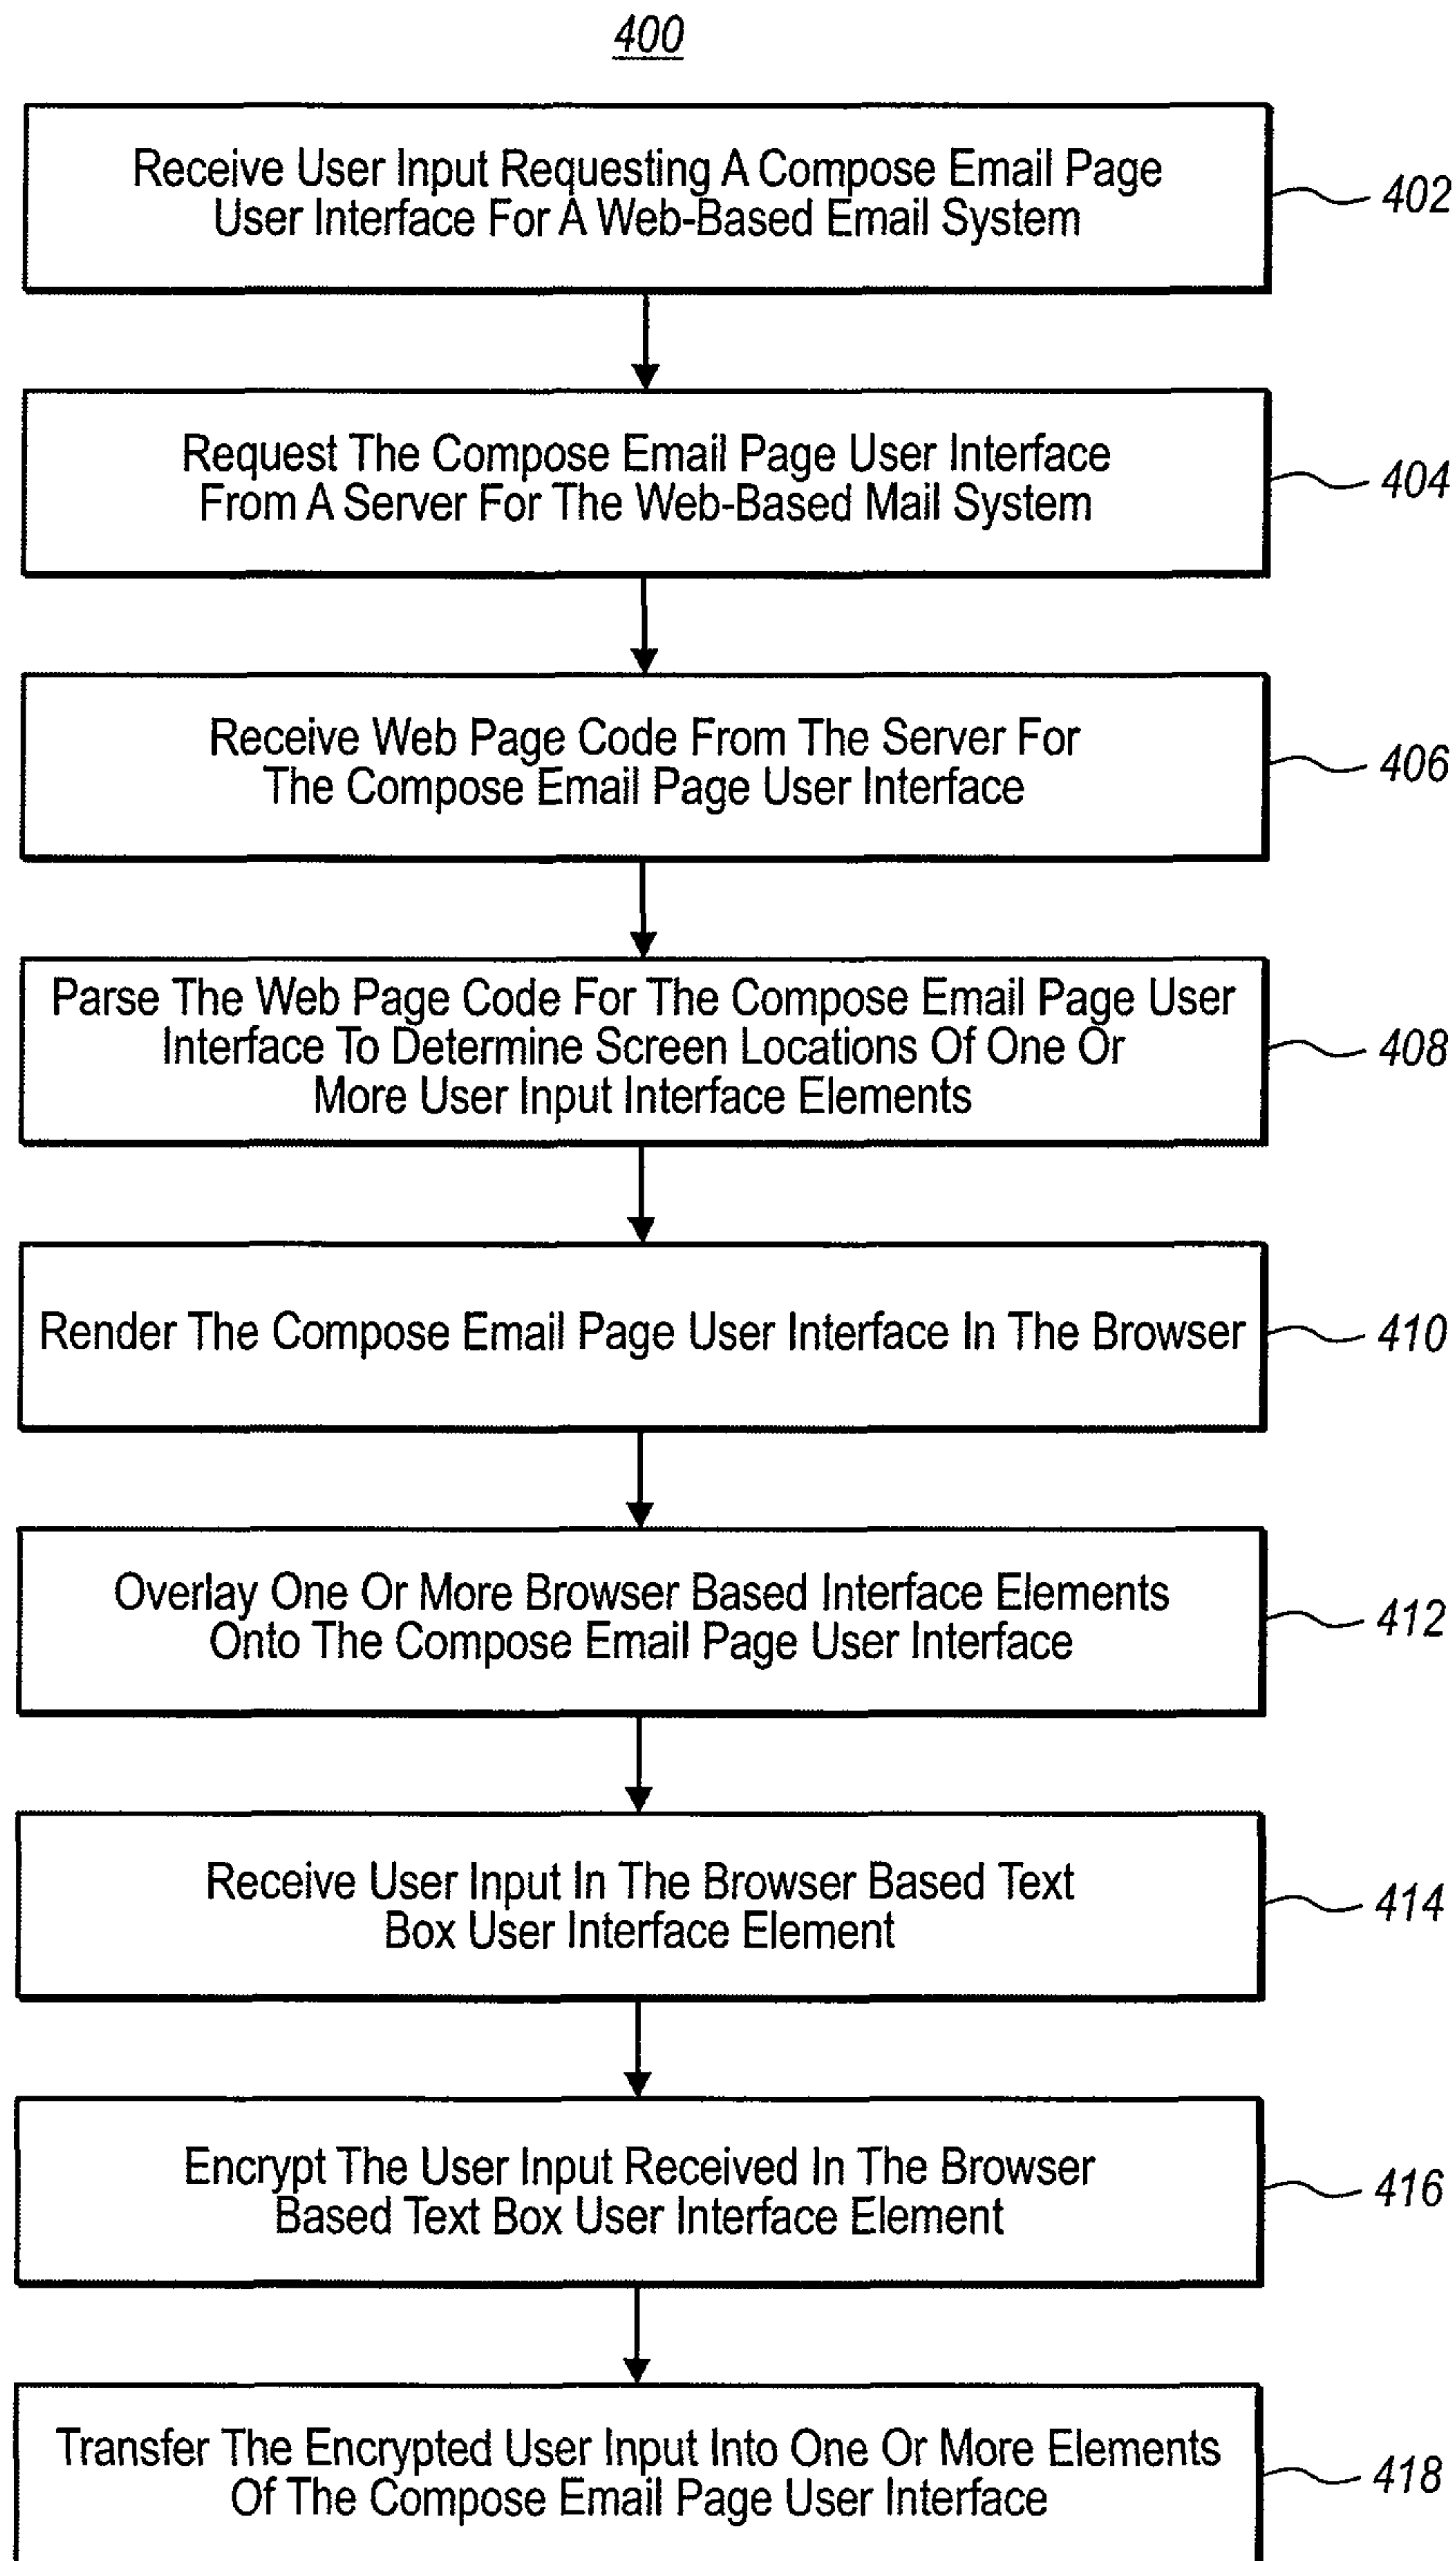 400
Receive User Input Requesting A Compose Email Page
User Interface For A Web-Based Email System
402
Request The Compose Email Page User Interface
From A Server For The Web-Based Mail System
404
Receive Web Page Code From The Server For
The Compose Email Page User Interface
406
Parse The Web Page Code For The Compose Email Page User
Interface To Determine Screen Locations Of One Or
More User Input Interface Elements
408
Render The Compose Email Page User Interface In The Browser
410
Overlay One Or More Browser Based Interface Elements
Onto The Compose Email Page User Interface
412
Receive User Input In The Browser Based Text
Box User Interface Element
414
Encrypt The User Input Received In The Browser
Based Text Box User Interface Element
416
Transfer The Encrypted User Input Into One Or More Elements
Of The Compose Email Page User Interface
418